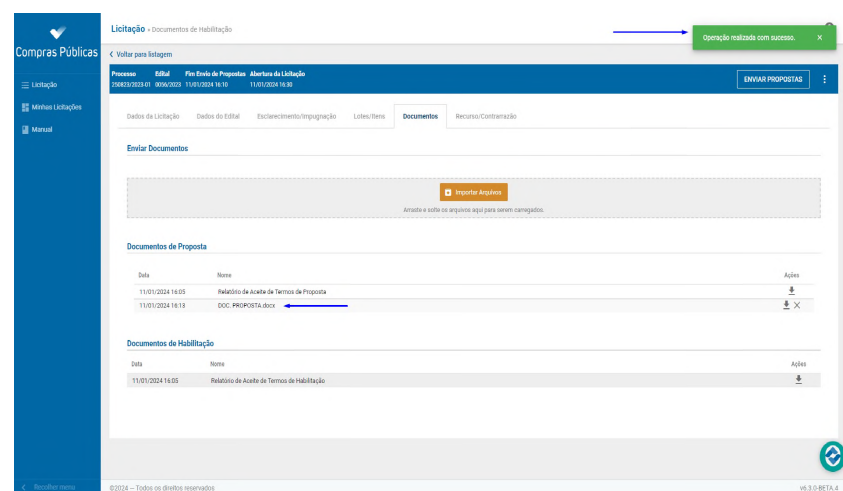 Licitação » Documentos de Habilitação
Operação realizada com sucesso. ×
Compras Públicas
Voltar para listagem
Processo Edital Fim Envio de Propostas Abertura da Licitação
250823/2023-01 0056/2023 11/01/2024 16:10 11/01/2024 16:30
ENVIAR PROPOSTAS
Licitação
Minhas Licitações
Manual
Dados da Licitação Dados do Edital Esclarecimento/Impugnação Lotes/Itens Documentos Recurso/Contrarrazão
Enviar Documentos
Importar Arquivos
Arraste e solte os arquivos aqui para serem carregados.
Documentos de Proposta
Data Nome Ações
11/01/2024 16:05 Relatório de Aceite de Termos de Proposta
11/01/2024 16:13 DOC. PROPOSTA.docx
Documentos de Habilitação
Data Nome Ações
11/01/2024 16:05 Relatório de Aceite de Termos de Habilitação
Recolher menu
©2024 — Todos os direitos reservados
v6.3.0-BETA.4